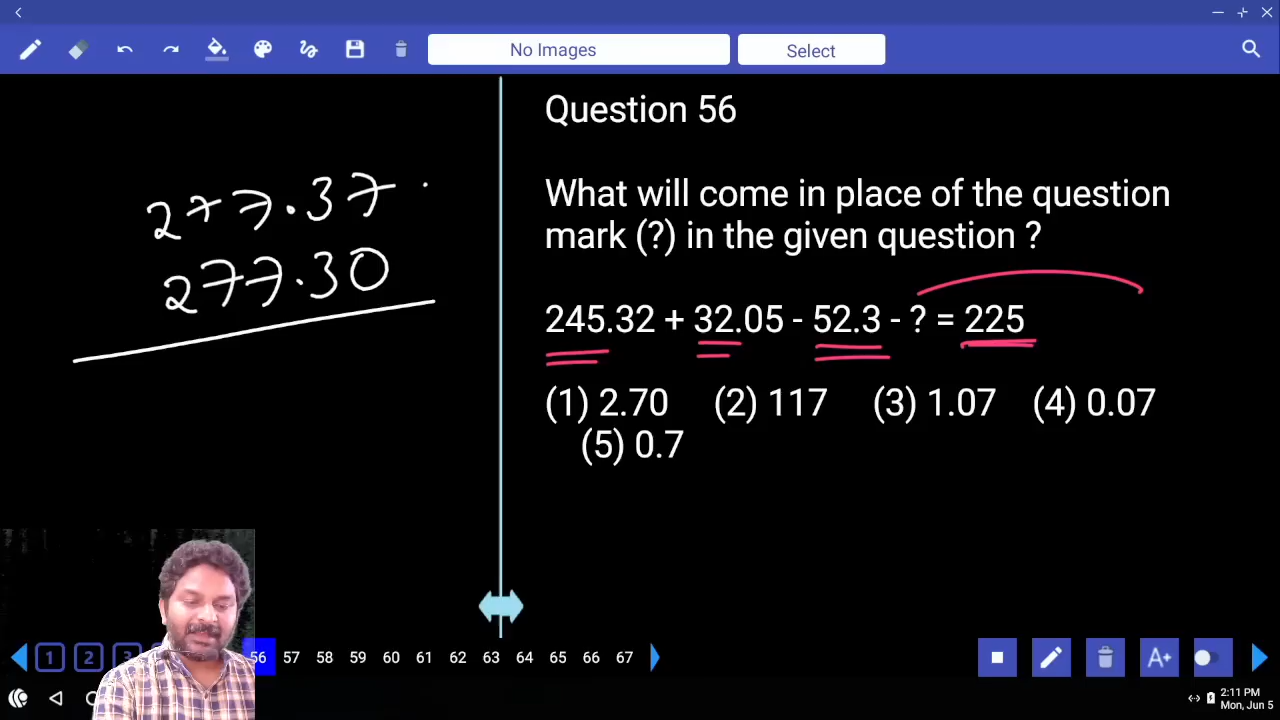 No Images
Select
277.37
277.30
Question 56
What will come in place of the question
mark (?) in the given question ?
245.32 + 32.05 - 52.3 - ? = 225
(1) 2.70 (2) 117 (3) 1.07 (4) 0.07
(5) 0.7
1 2 3 56 57 58 59 60 61 62 63 64 65 66 67
A+
2:11 PM
Mon, Jun 5